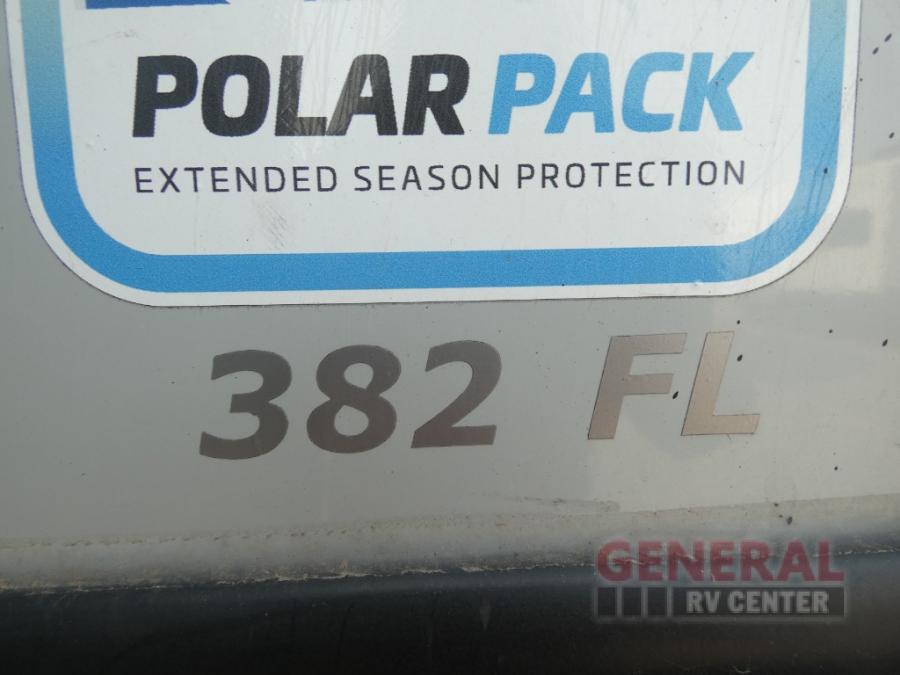 POLAR PACK
EXTENDED SEASON PROTECTION
382 FL
GENERAL
RV CENTER